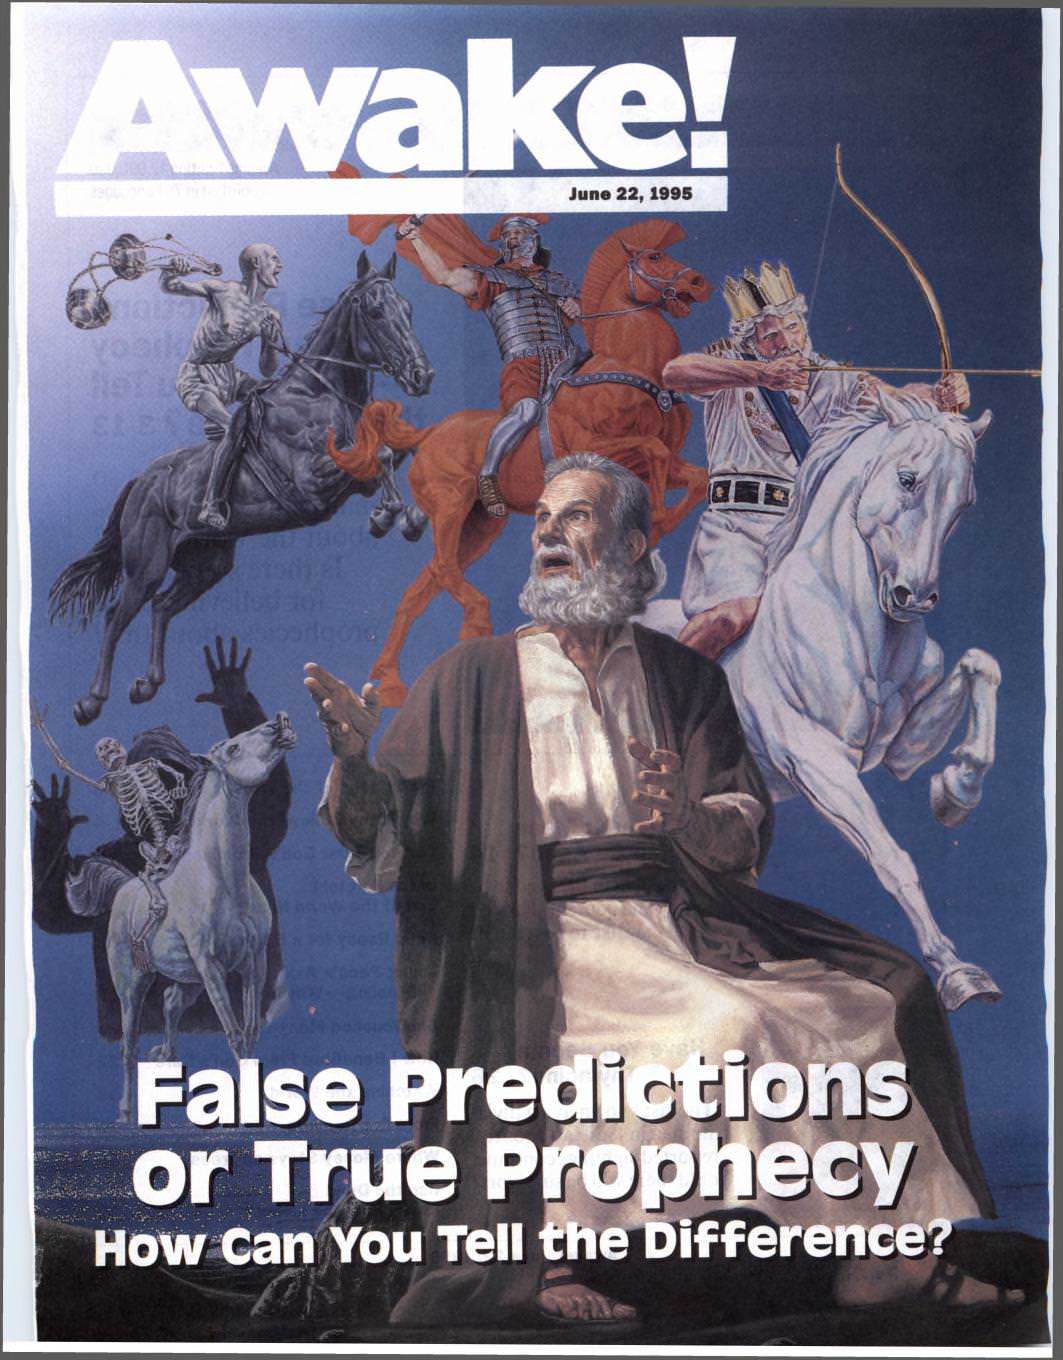 Awake!
June 22, 1995
False Predictions
or True Prophecy
How Can You Tell the Difference?